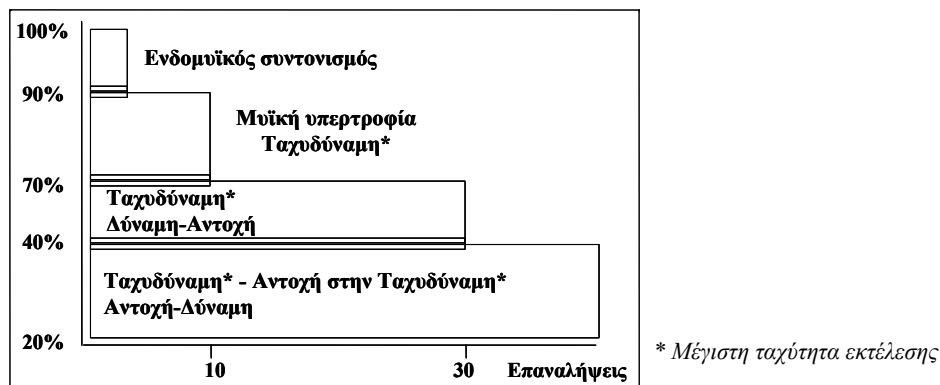 100%
Ενδομυϊκός συντονισμός
90%
Μυϊκή υπερτροφία
Ταχυδύναμη*
70%
Ταχυδύναμη*
Δύναμη-Αντοχή
40%
Ταχυδύναμη* - Αντοχή στην Ταχυδύναμη*
Αντοχή-Δύναμη
20%
10 30 Επαναλήψεις
* Μέγιστη ταχύτητα εκτέλεσης